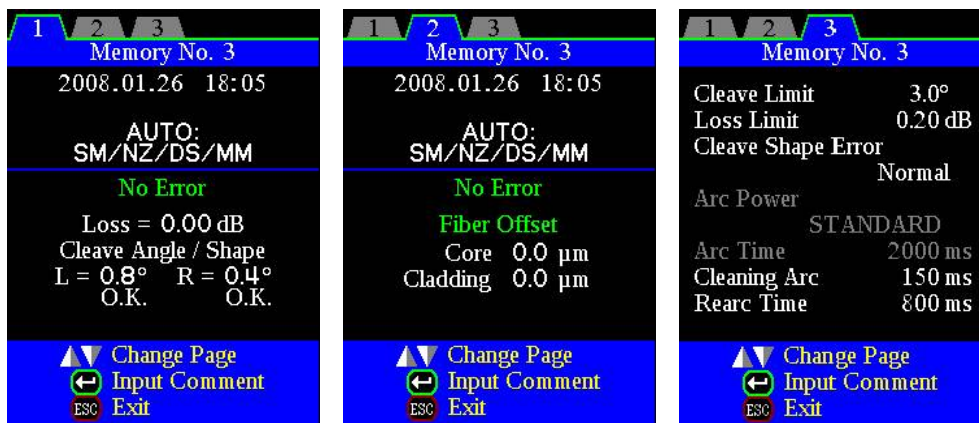 1 2 3
Memory No. 3
2008.01.26 18:05
AUTO:
SM/NZ/DS/MM
No Error
Loss = 0.00 dB
Cleave Angle / Shape
L = 0.8° R = 0.4°
O.K. O.K.
Change Page
Input Comment
ESC Exit
1 2 3
Memory No. 3
2008.01.26 18:05
AUTO:
SM/NZ/DS/MM
No Error
Fiber Offset
Core 0.0 µm
Cladding 0.0 µm
Change Page
Input Comment
ESC Exit
1 2 3
Memory No. 3
Cleave Limit 3.0°
Loss Limit 0.20 dB
Cleave Shape Error
Normal
Arc Power
STANDARD
Arc Time 2000 ms
Cleaning Arc 150 ms
Rearc Time 800 ms
Change Page
Input Comment
ESC Exit